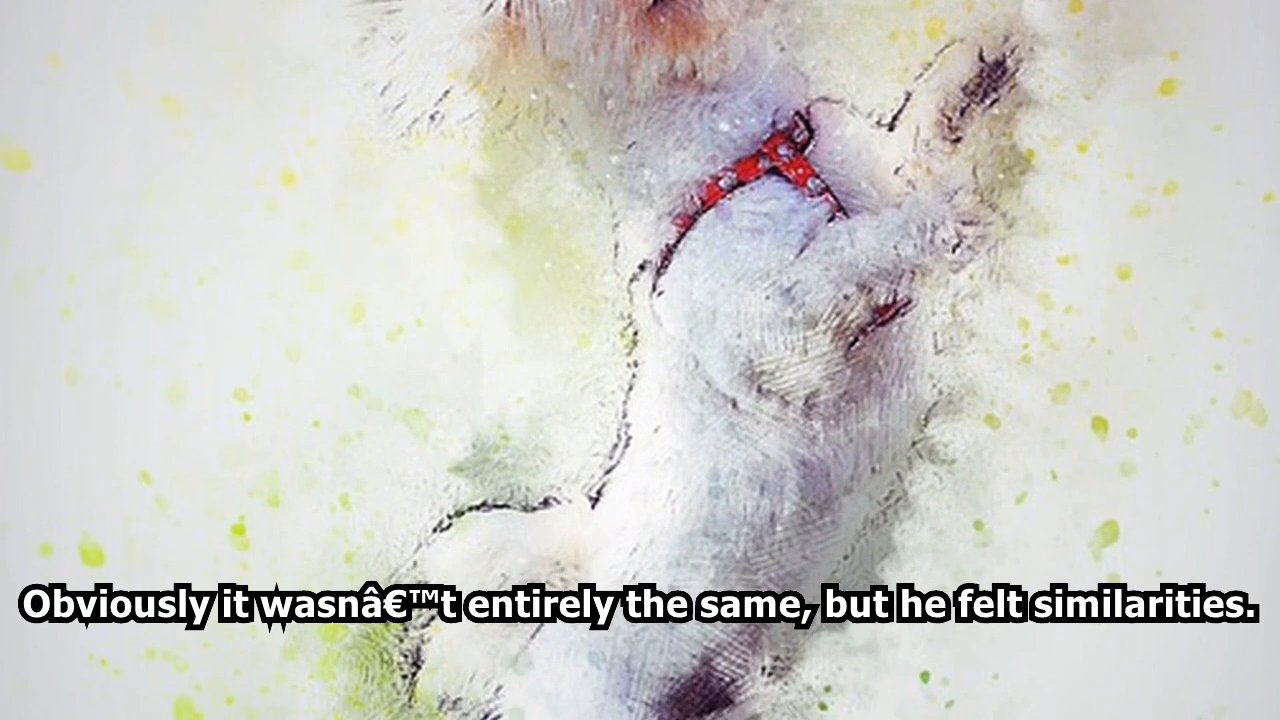 Obviously it wasnâ€™t entirely the same, but he felt similarities.